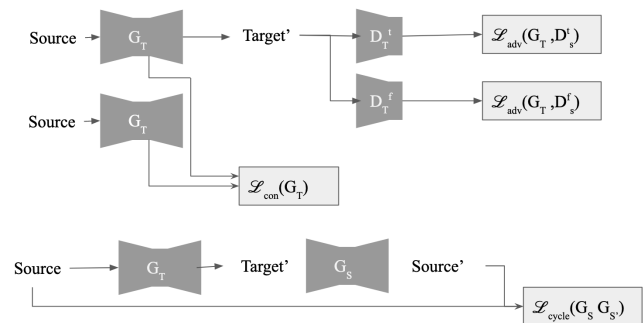 Source G_T Target' D_T^t ℒ_adv(G_T ,D_s^t)
D_T^f ℒ_adv(G_T ,D_s^f)
Source G_T
ℒ_con(G_T)
Source G_T Target' G_S Source'
ℒ_cycle(G_S G_S')